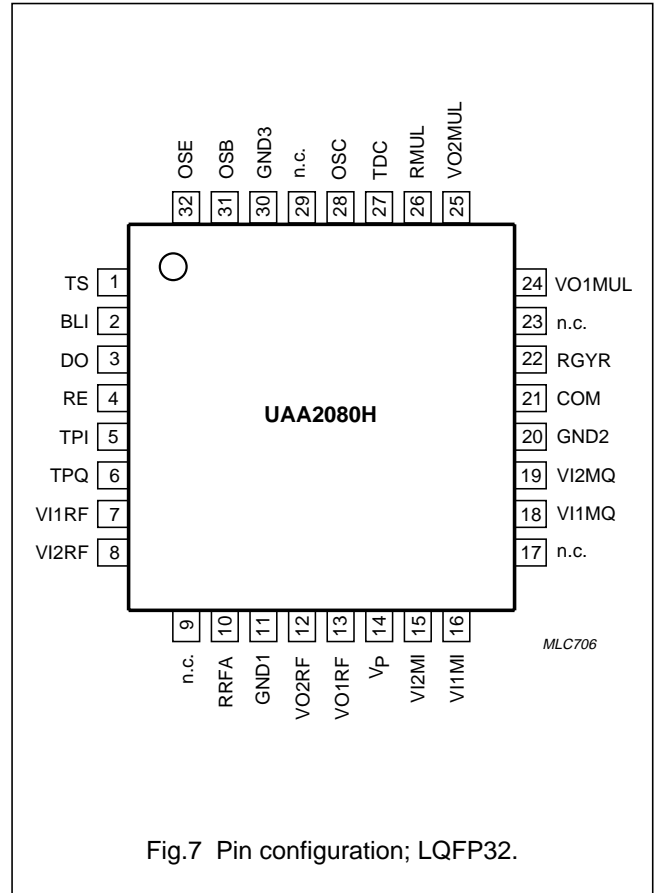 OSE
OSB
GND3
n.c.
OSC
TDC
RMUL
VO2MUL
32
31
30
29
28
27
26
25
TS 1
BLI 2
DO 3
RE 4
TPI 5
TPQ 6
VI1RF 7
VI2RF 8
UAA2080H
24 VO1MUL
23 n.c.
22 RGYR
21 COM
20 GND2
19 VI2MQ
18 VI1MQ
17 n.c.
9
10
11
12
13
14
15
16
n.c.
RRFA
GND1
VO2RF
VO1RF
VP
VI2MI
VI1MI
MLC706
Fig.7 Pin configuration; LQFP32.